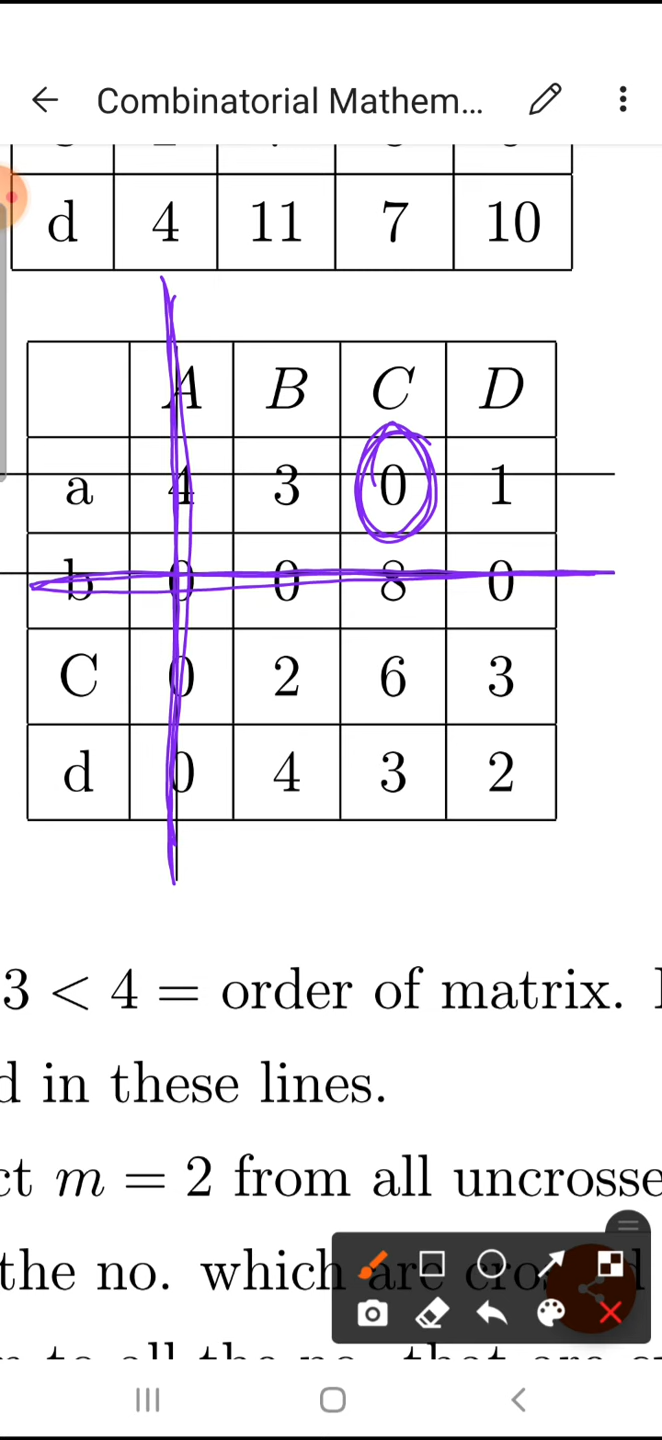 Combinatorial Mathem...
d 4 11 7 10
A B C D
a 4 3 0 1
b 0 0 8 0
C 0 2 6 3
d 0 4 3 2
3 < 4 = order of matrix.
d in these lines.
ct m = 2 from all uncrosse
the no. which are cro